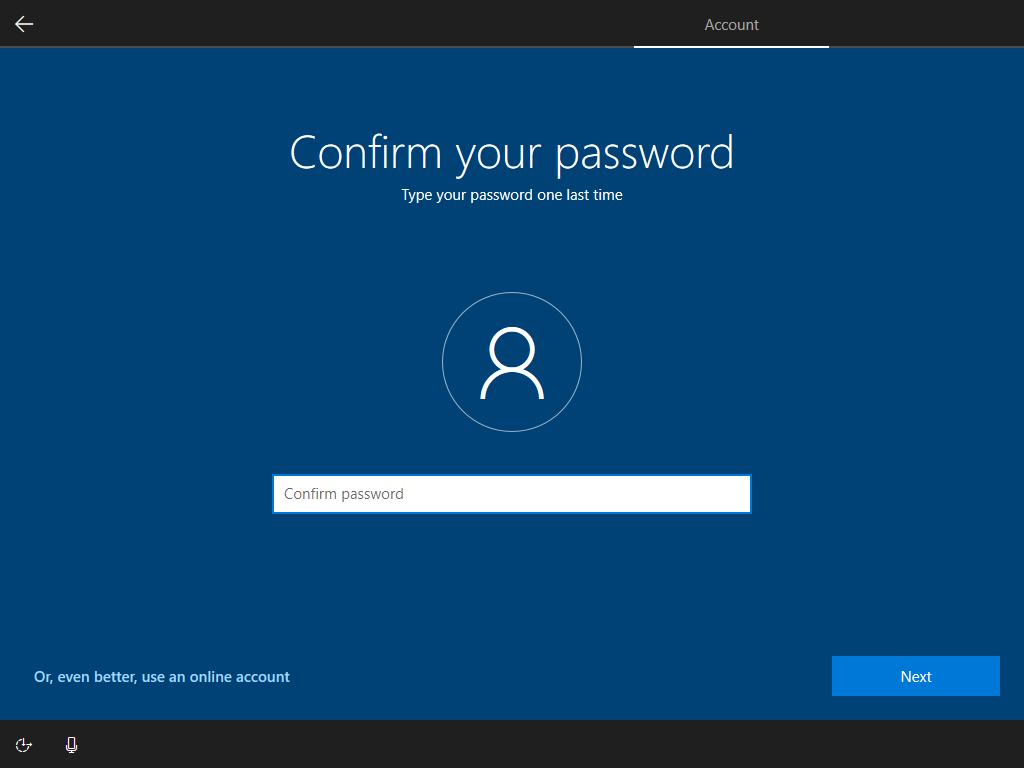 Account
Confirm your password
Type your password one last time
Confirm password
Or, even better, use an online account
Next